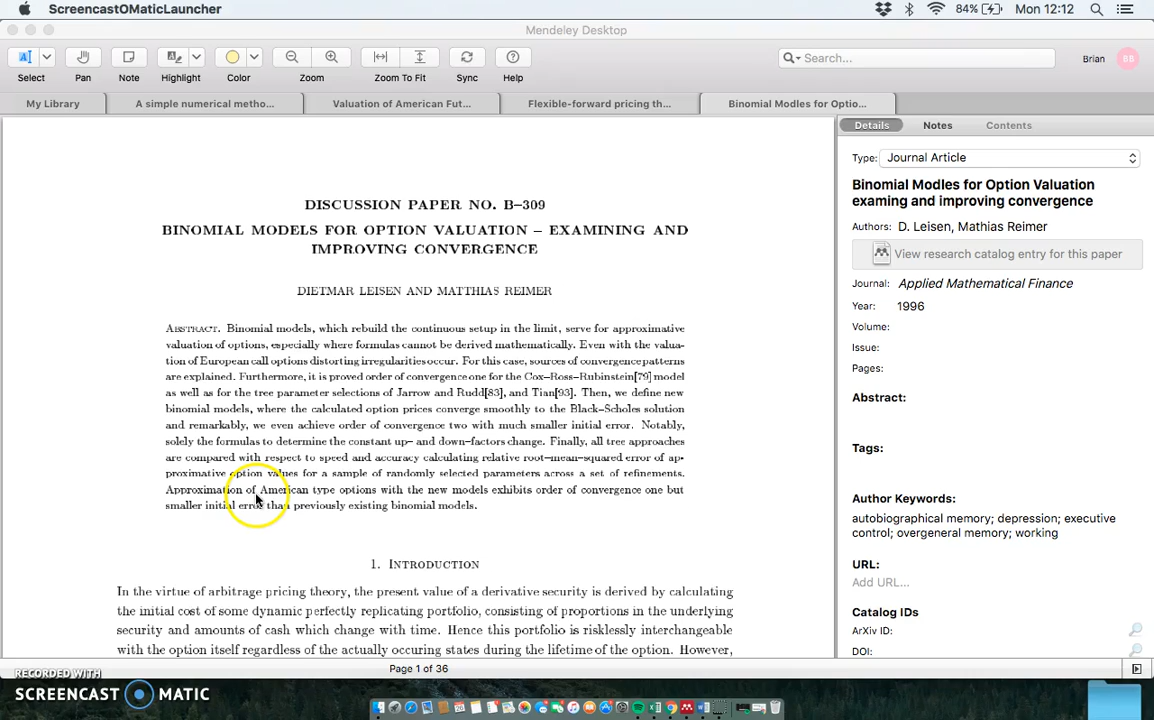 ScreencastOMaticLauncher
84%
Mon 12:12
Mendeley Desktop
Select
Pan
Note
Highlight
Color
Zoom
Zoom To Fit
Sync
Help
Search...
Brian
BB
My Library
A simple numerical metho...
Valuation of American Fut...
Flexible-forward pricing th...
Binomial Modles for Optio...
DISCUSSION PAPER NO. B–309
BINOMIAL MODELS FOR OPTION VALUATION – EXAMINING AND
IMPROVING CONVERGENCE
DIETMAR LEISEN AND MATTHIAS REIMER
Abstract. Binomial models, which rebuild the continuous setup in the limit, serve for approximative
valuation of options, especially where formulas cannot be derived mathematically. Even with the valua-
tion of European call options distorting irregularities occur. For this case, sources of convergence patterns
are explained. Furthermore, it is proved order of convergence one for the Cox–Ross–Rubinstein[79] model
as well as for the tree parameter selections of Jarrow and Rudd[83], and Tian[93]. Then, we define new
binomial models, where the calculated option prices converge smoothly to the Black–Scholes solution
and remarkably, we even achieve order of convergence two with much smaller initial error. Notably,
solely the formulas to determine the constant up– and down–factors change. Finally, all tree approaches
are compared with respect to speed and accuracy calculating relative root–mean–squared error of ap-
proximative option values for a sample of randomly selected parameters across a set of refinements.
Approximation of American type options with the new models exhibits order of convergence one but
smaller initial error than previously existing binomial models.
1. Introduction
In the virtue of arbitrage pricing theory, the present value of a derivative security is derived by calculating
the initial cost of some dynamic perfectly replicating portfolio, consisting of proportions in the underlying
security and amounts of cash which change with time. Hence this portfolio is risklessly interchangeable
with the option itself regardless of the actually occuring states during the lifetime of the option. However,
Page 1 of 36
Details
Notes
Contents
Type: Journal Article
Binomial Modles for Option Valuation
examing and improving convergence
Authors: D. Leisen, Mathias Reimer
View research catalog entry for this paper
Journal: Applied Mathematical Finance
Year: 1996
Volume:
Issue:
Pages:
Abstract:
Tags:
Author Keywords:
autobiographical memory; depression; executive
control; overgeneral memory; working
URL:
Add URL...
Catalog IDs
ArXiv ID:
DOI:
RECORDED WITH
SCREENCAST MATIC